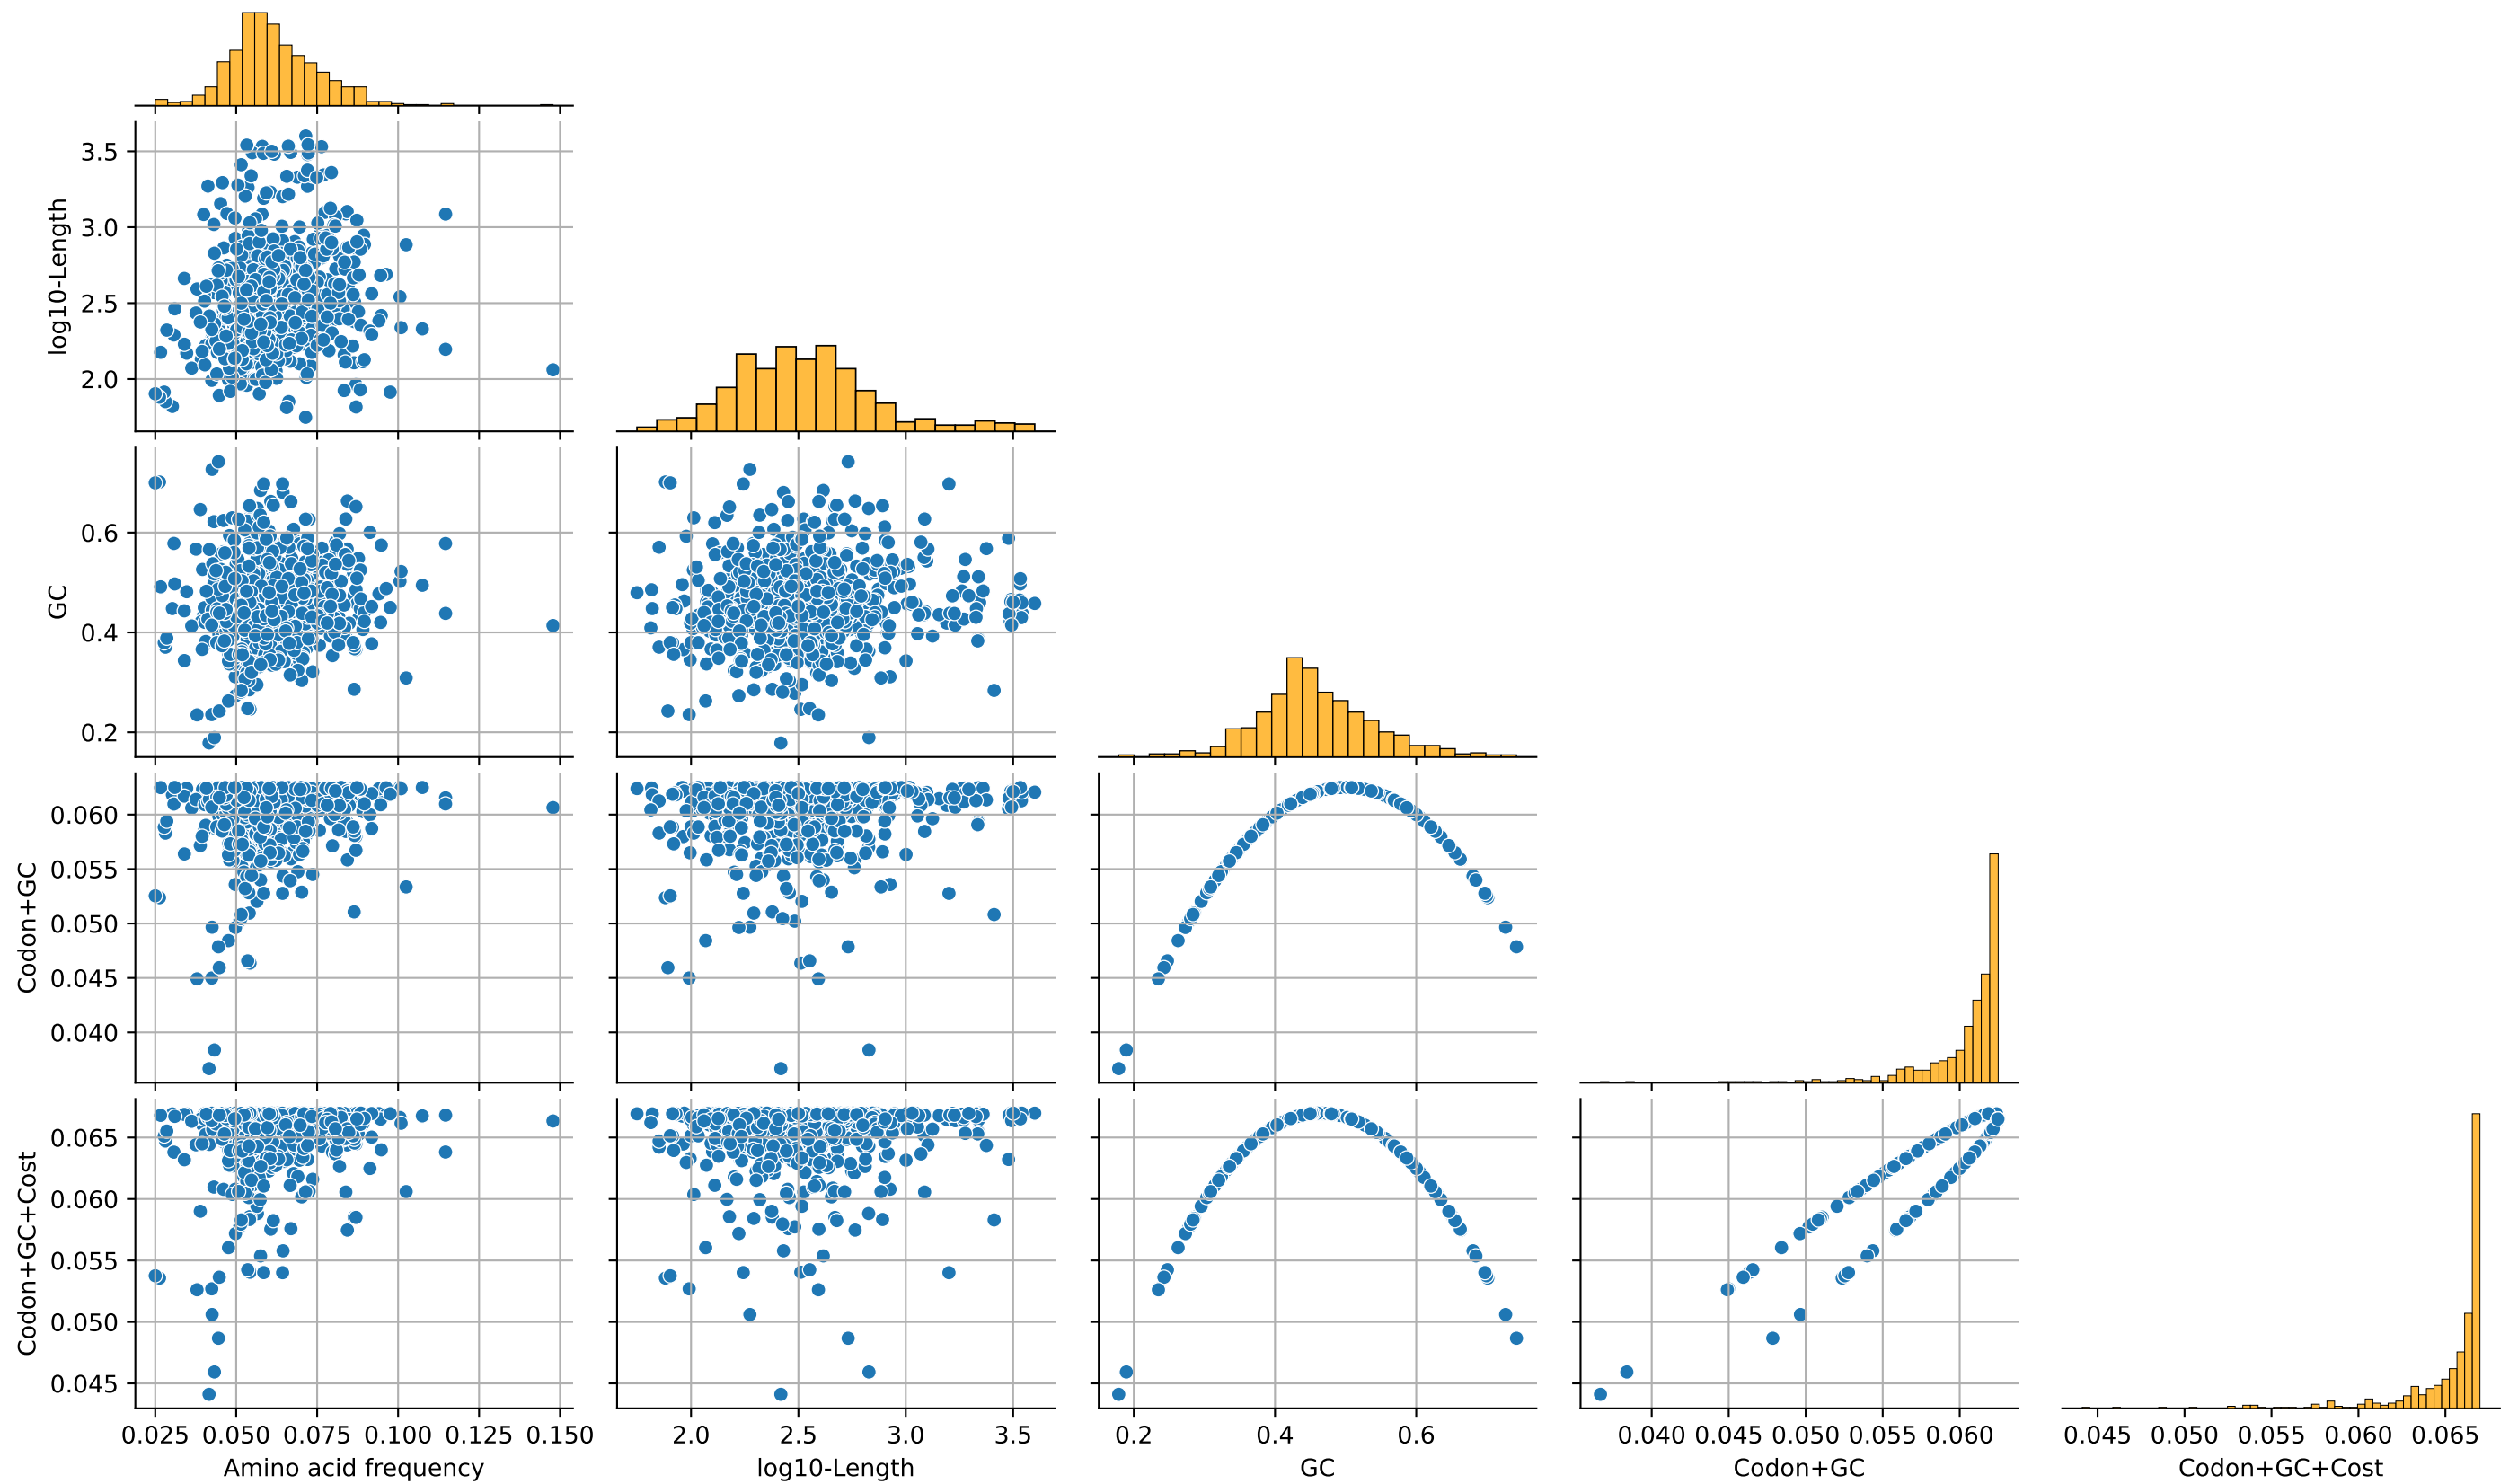 3.5
3.0
2.5
2.0
log10-Length
0.6
0.4
0.2
GC
0.060
0.055
0.050
0.045
0.040
Codon+GC
0.065
0.060
0.055
0.050
0.045
Codon+GC+Cost
0.025 0.050 0.075 0.100 0.125 0.150
Amino acid frequency
2.0 2.5 3.0 3.5
log10-Length
0.2 0.4 0.6
GC
0.040 0.045 0.050 0.055 0.060
Codon+GC
0.045 0.050 0.055 0.060 0.065
Codon+GC+Cost